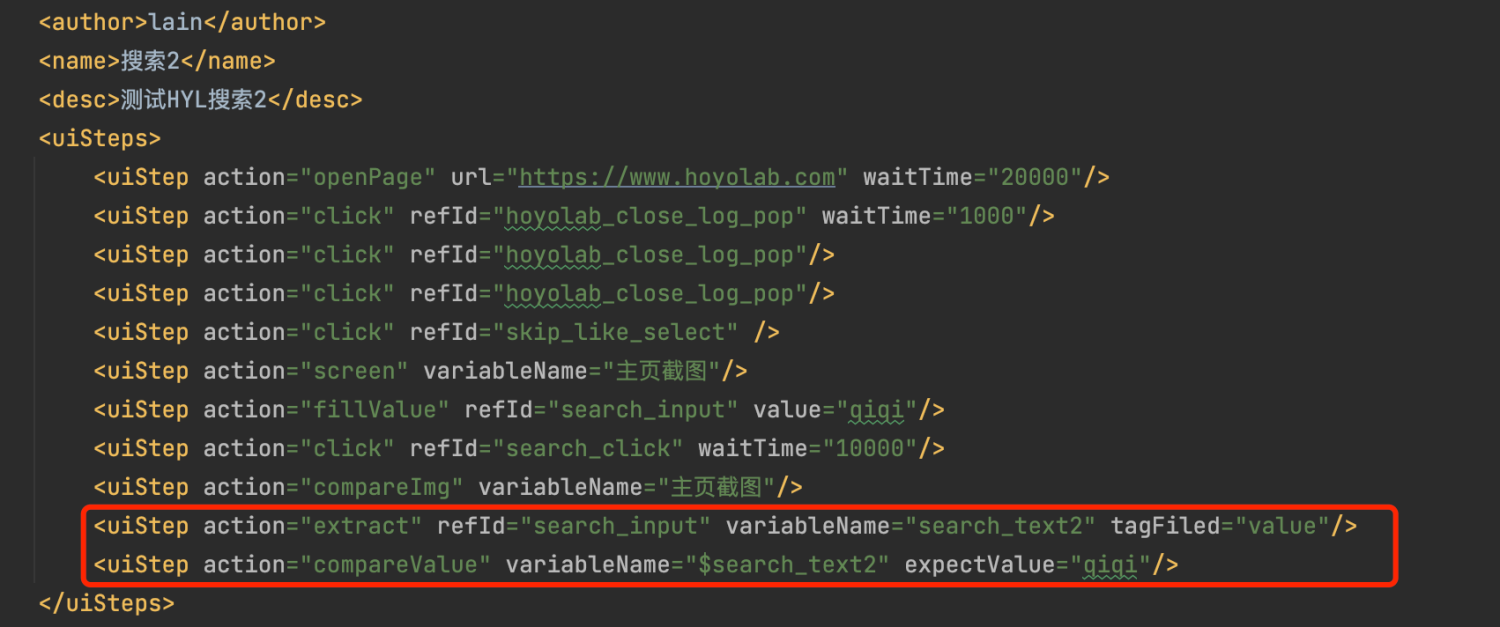 <author>lain</author>
<name>搜索2</name>
<desc>测试HYL搜索2</desc>
<uiSteps>
<uiStep action="openPage" url="https://www.hoyolab.com" waitTime="20000"/>
<uiStep action="click" refId="hoyolab_close_log_pop" waitTime="1000"/>
<uiStep action="click" refId="hoyolab_close_log_pop"/>
<uiStep action="click" refId="hoyolab_close_log_pop"/>
<uiStep action="click" refId="skip_like_select" />
<uiStep action="screen" variableName="主页截图"/>
<uiStep action="fillValue" refId="search_input" value="qiqi"/>
<uiStep action="click" refId="search_click" waitTime="10000"/>
<uiStep action="compareImg" variableName="主页截图"/>
<uiStep action="extract" refId="search_input" variableName="search_text2" tagFiled="value"/>
<uiStep action="compareValue" variableName="$search_text2" expectValue="qiqi"/>
</uiSteps>